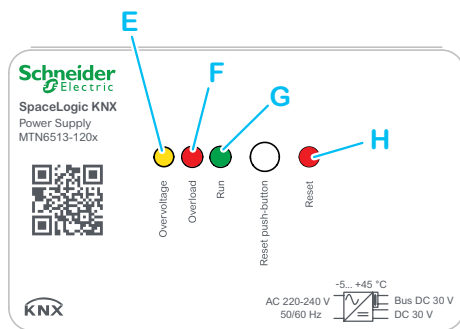 E
F
G
H
Schneider
Electric
SpaceLogic KNX
Power Supply
MTN6513-120x
Overvoltage
Overload
Run
Reset push-button
Reset
-5... +45 °C
AC 220-240 V
50/60 Hz
Bus DC 30 V
DC 30 V
KNX